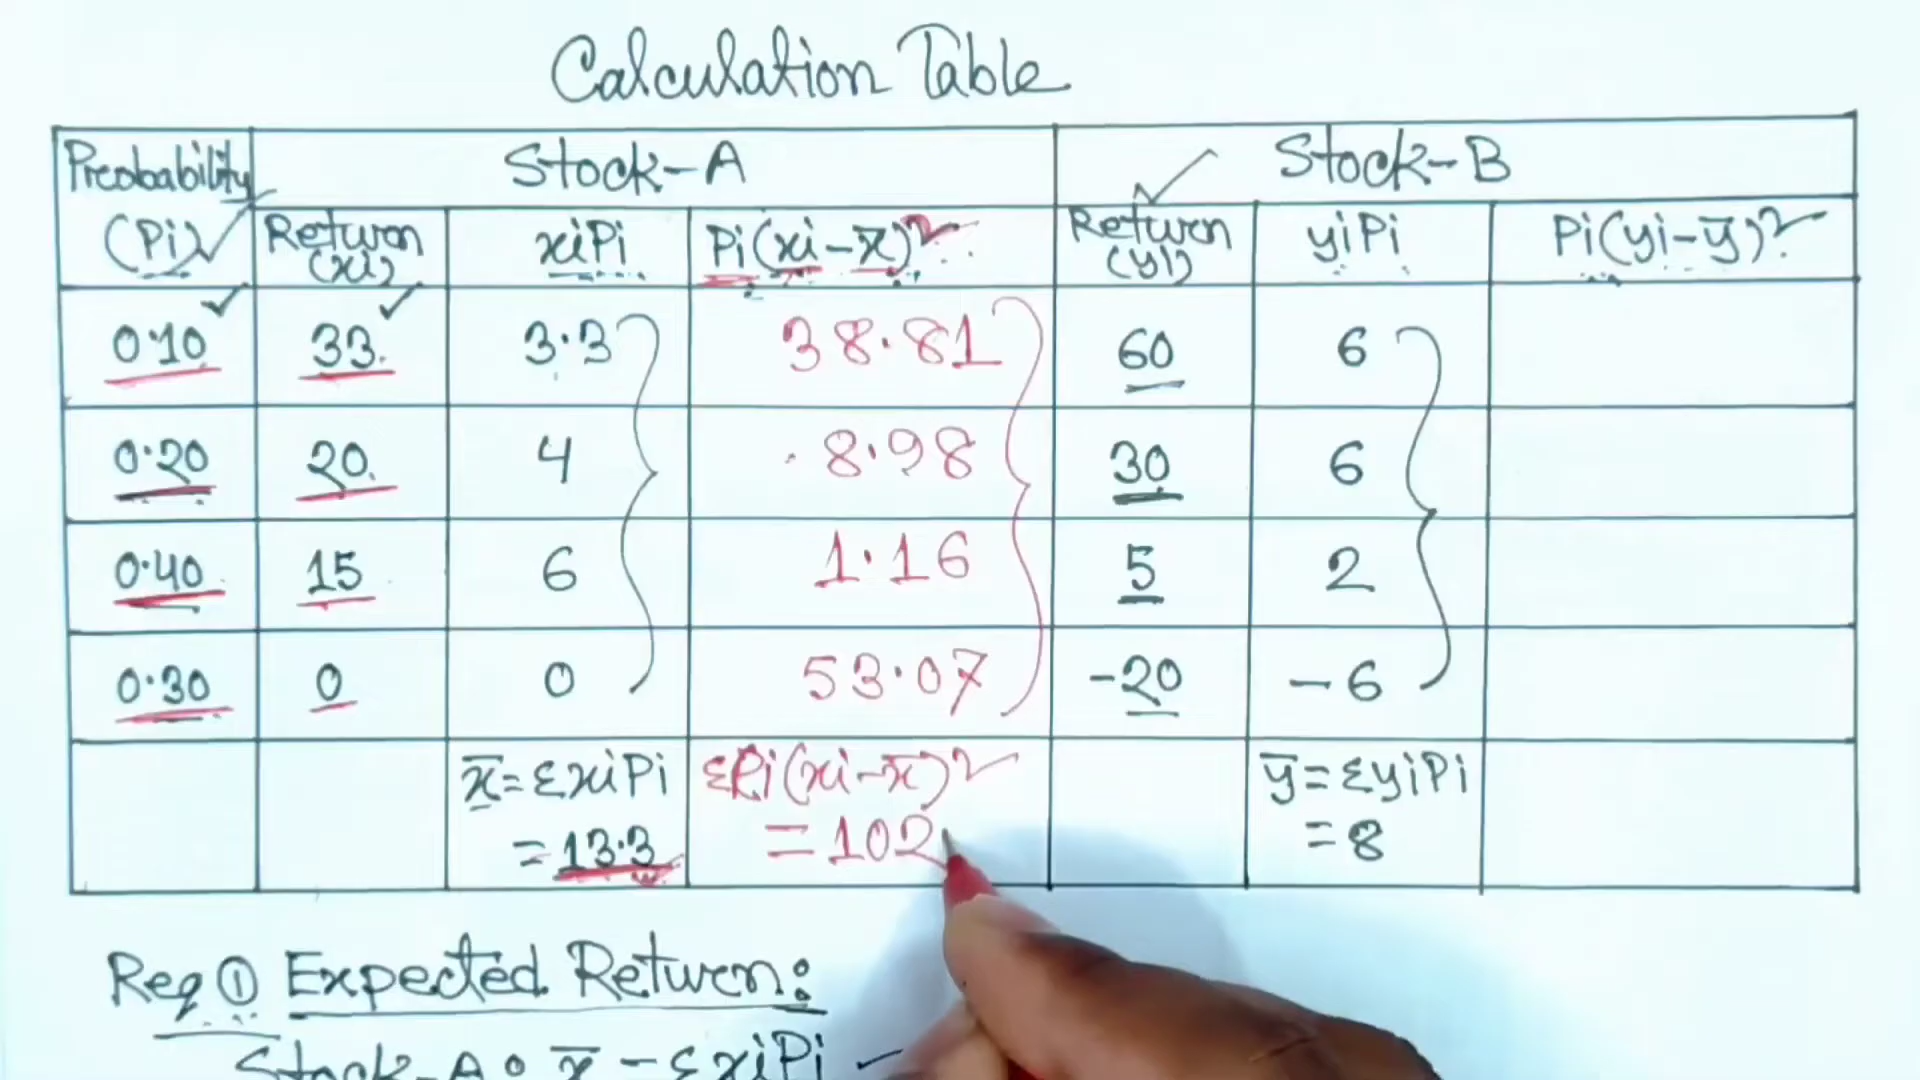 Calculation Table
Probability Stock-A Stock-B
(Pi) Return (xi) xiPi Pi(xi-x̄)² Return (yi) yiPi Pi(yi-ȳ)²
0.10 33 3.3 38.81 60 6
0.20 20 4 8.98 30 6
0.40 15 6 1.16 5 2
0.30 0 0 53.07 -20 -6
x̄=ΣxiPi ΣPi(xi-x̄)² ȳ=ΣyiPi
=13.3 =102 =8
Req ① Expected Return:
Stock-A: x̄ = ΣxiPi